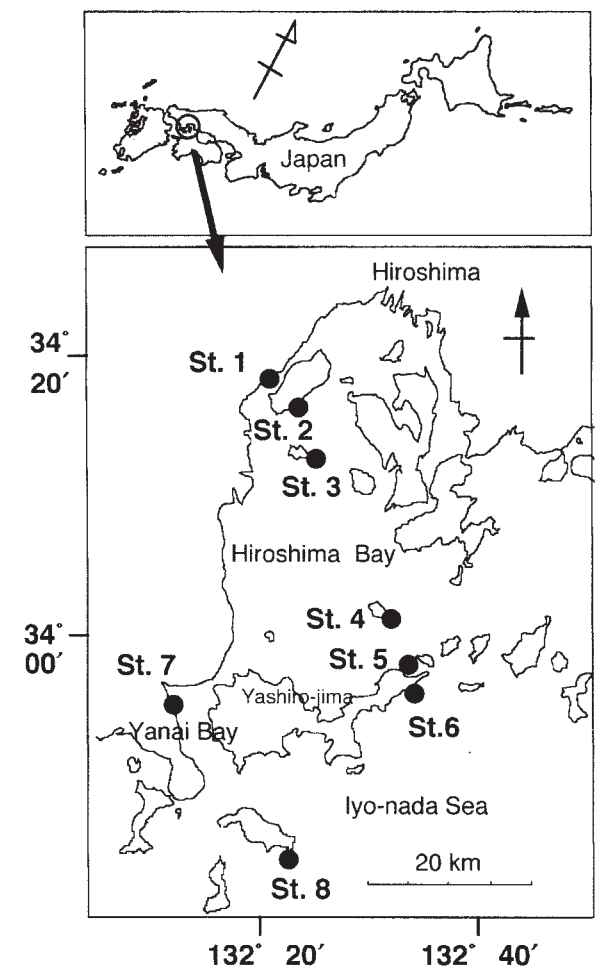 Japan
Hiroshima
34°
20′
St. 1
St. 2
St. 3
Hiroshima Bay
St. 4
34°
00′
St. 5
St. 7
Yashiro-jima
St.6
Yanai Bay
Iyo-nada Sea
20 km
St. 8
132° 20′ 132° 40′